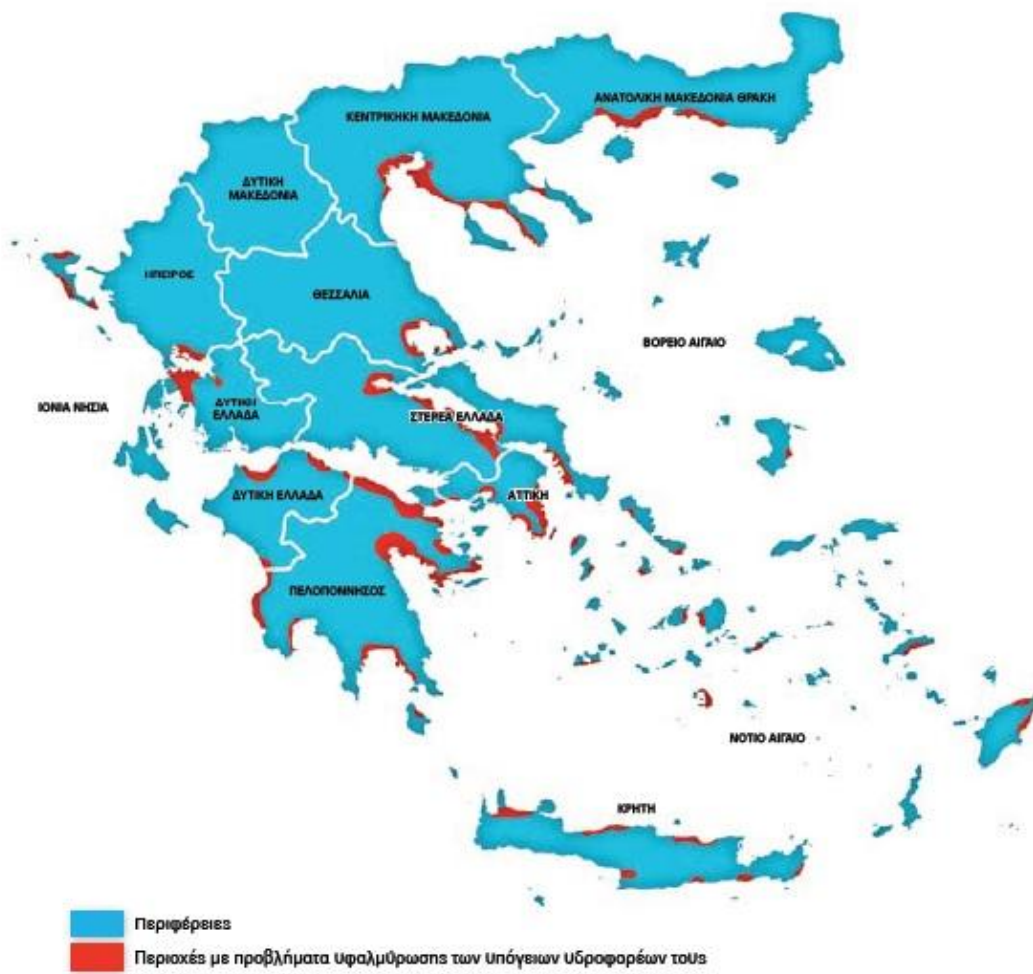 ΑΝΑΤΟΛΙΚΗ ΜΑΚΕΔΟΝΙΑ ΘΡΑΚΗ
ΚΕΝΤΡΙΚΗΚΗ ΜΑΚΕΔΟΝΙΑ
ΔΥΤΙΚΗ
ΜΑΚΕΔΟΝΙΑ
ΗΠΕΙΡΟΣ
ΘΕΣΣΑΛΙΑ
ΒΟΡΕΙΟ ΑΙΓΑΙΟ
ΙΟΝΙΑ ΝΗΣΙΑ
ΔΥΤΙΚΗ
ΕΛΛΑΔΑ
ΣΤΕΡΕΑ ΕΛΛΑΔΑ
ΔΥΤΙΚΗ ΕΛΛΑΔΑ
ΑΤΤΙΚΗ
ΠΕΛΟΠΟΝΝΗΣΟΣ
ΝΟΤΙΟ ΑΙΓΑΙΟ
ΚΡΗΤΗ
Περιφέρειες
Περιοχές με προβλήματα υφαλμύρωσης των υπόγειων υδροφορέων τους